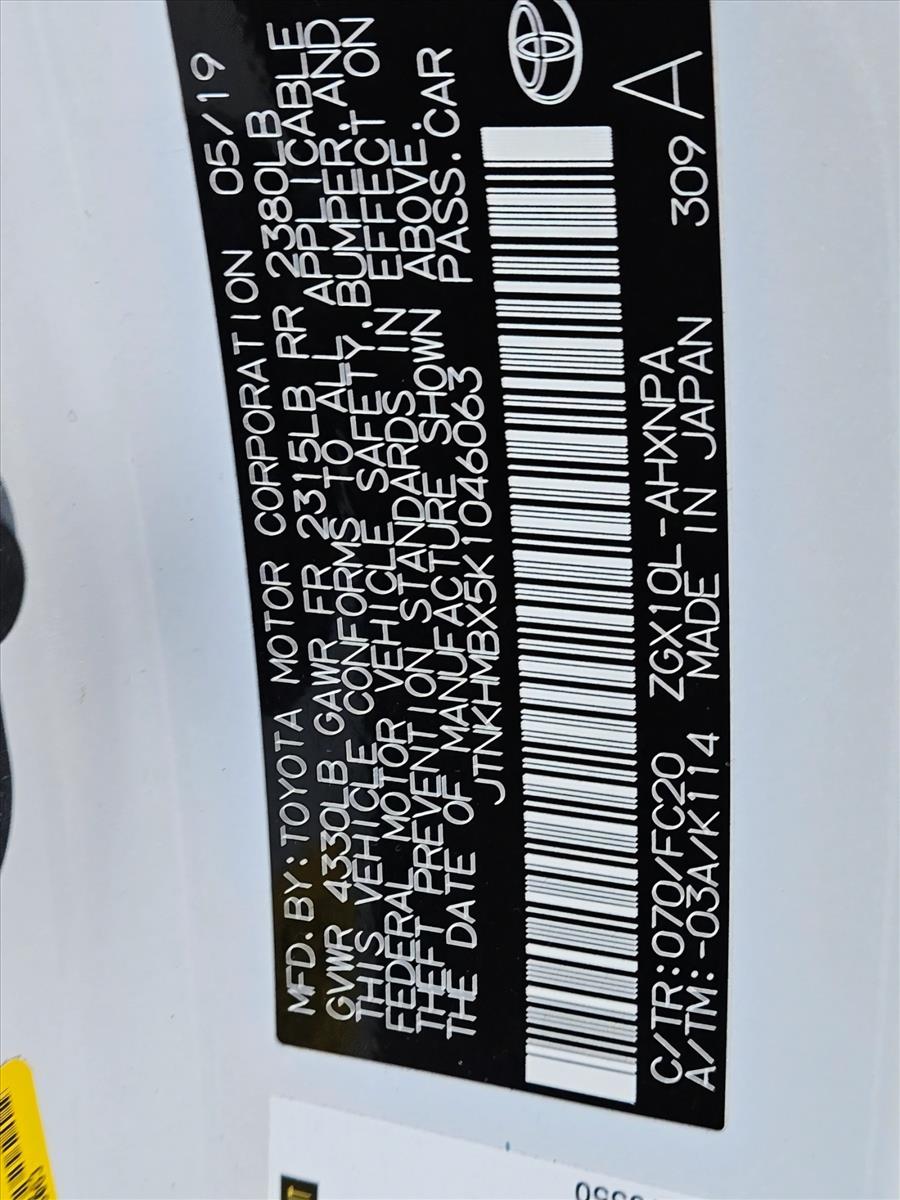 MFD. BY: TOYOTA MOTOR CORPORATION 05/19
GVWR 4330LB GAWR FR 2315LB RR 2380LB
THIS VEHICLE CONFORMS TO ALL APPLICABLE
FEDERAL MOTOR VEHICLE SAFETY, BUMPER, AND
THEFT PREVENTION STANDARDS IN EFFECT ON
THE DATE OF MANUFACTURE SHOWN ABOVE.
JTNKHMBX5K1046063 PASS. CAR
C/TR:070/FC20 ZGX10L-AHXNPA
A/TM:-03A/K114 MADE IN JAPAN 309 A